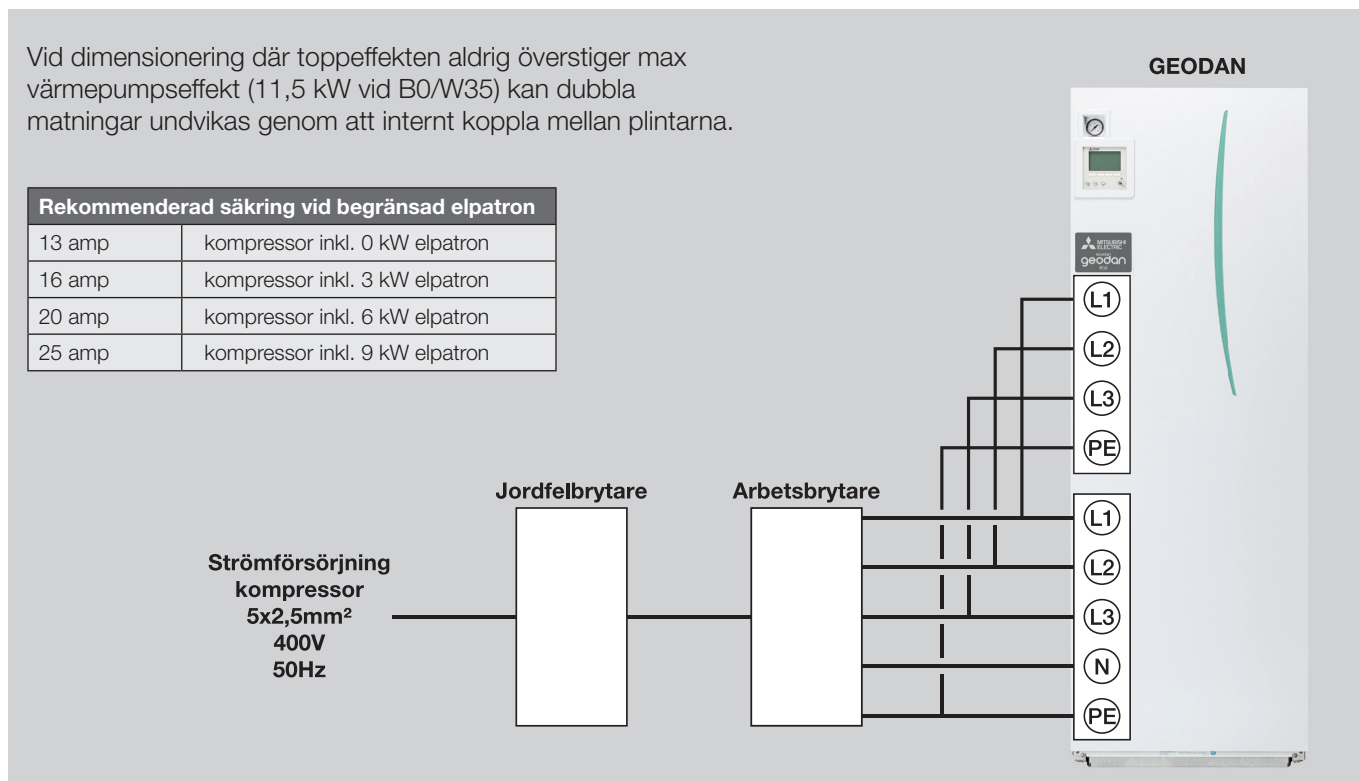 Vid dimensionering där toppeffekten aldrig överstiger max
värmepumpseffekt (11,5 kW vid B0/W35) kan dubbla
matningar undvikas genom att internt koppla mellan plintarna.
Rekommenderad säkring vid begränsad elpatron
13 amp kompressor inkl. 0 kW elpatron
16 amp kompressor inkl. 3 kW elpatron
20 amp kompressor inkl. 6 kW elpatron
25 amp kompressor inkl. 9 kW elpatron
GEODAN
MITSUBISHI
ELECTRIC
geodan
L1
L2
L3
PE
Jordfelbrytare
Arbetsbrytare
Strömförsörjning
kompressor
5x2,5mm²
400V
50Hz
L1
L2
L3
N
PE